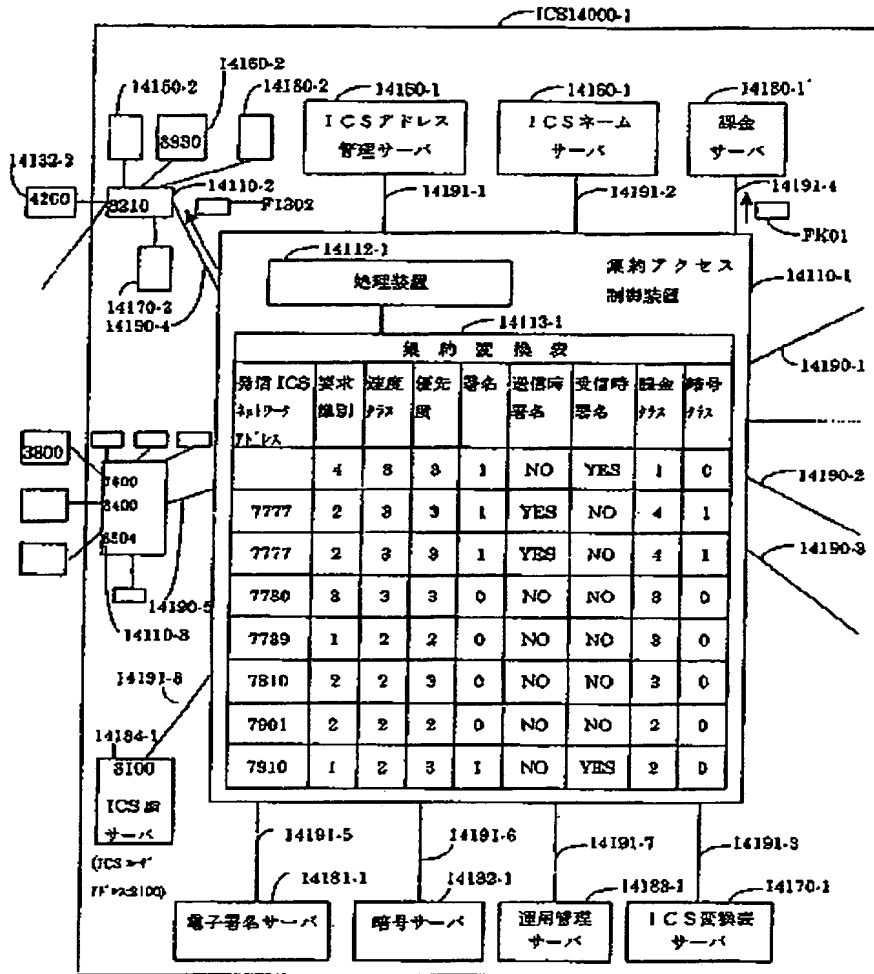 ICS14000-1
14160-2
14150-2
14180-2
14150-1
14160-1
14180-1
3930
ICSアドレス
管理サーバ
ICSネーム
サーバ
課金
サーバ
4200
3210
14110-2
14191-1
14191-2
14191-4
F1302
PK01
14112-1
処理装置
集約アクセス
制御装置
14110-1
14170-2
14190-4
14113-1
集約変換表
14190-1
発信ICS
ネットワーク
アドレス
要求
識別
速度
クラス
優先
度
署名
送信時
署名
受信時
署名
課金
クラス
暗号
クラス
4 3 3 1 NO YES 1 0
7777 2 3 3 1 YES NO 4 1
7777 2 3 3 1 YES NO 4 1
7780 3 3 3 0 NO NO 3 0
7789 1 2 2 0 NO NO 3 0
7810 2 2 3 0 NO NO 3 0
7901 2 2 2 0 NO NO 2 0
7910 1 2 3 1 NO YES 2 0
3800
3400
14190-2
14190-3
14190-5
14110-3
14191-8
14184-1
3100
ICS
サーバ
(ICSユーザ
アドレス3100)
14191-5
14191-6
14191-7
14191-3
14181-1
14182-1
14183-1
14170-1
電子署名サーバ
暗号サーバ
運用管理
サーバ
ICS変換表
サーバ